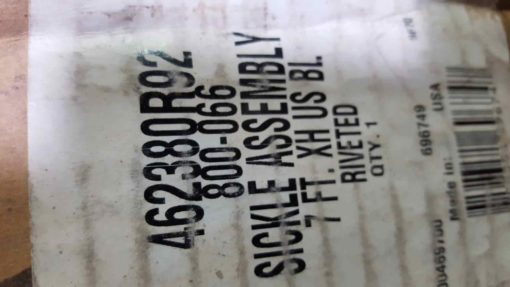 462380R92
800-066
SICKLE ASSEMBLY
7 FT. XH US BL.
RIVETED
QTY. 1
696749
Made in: USA